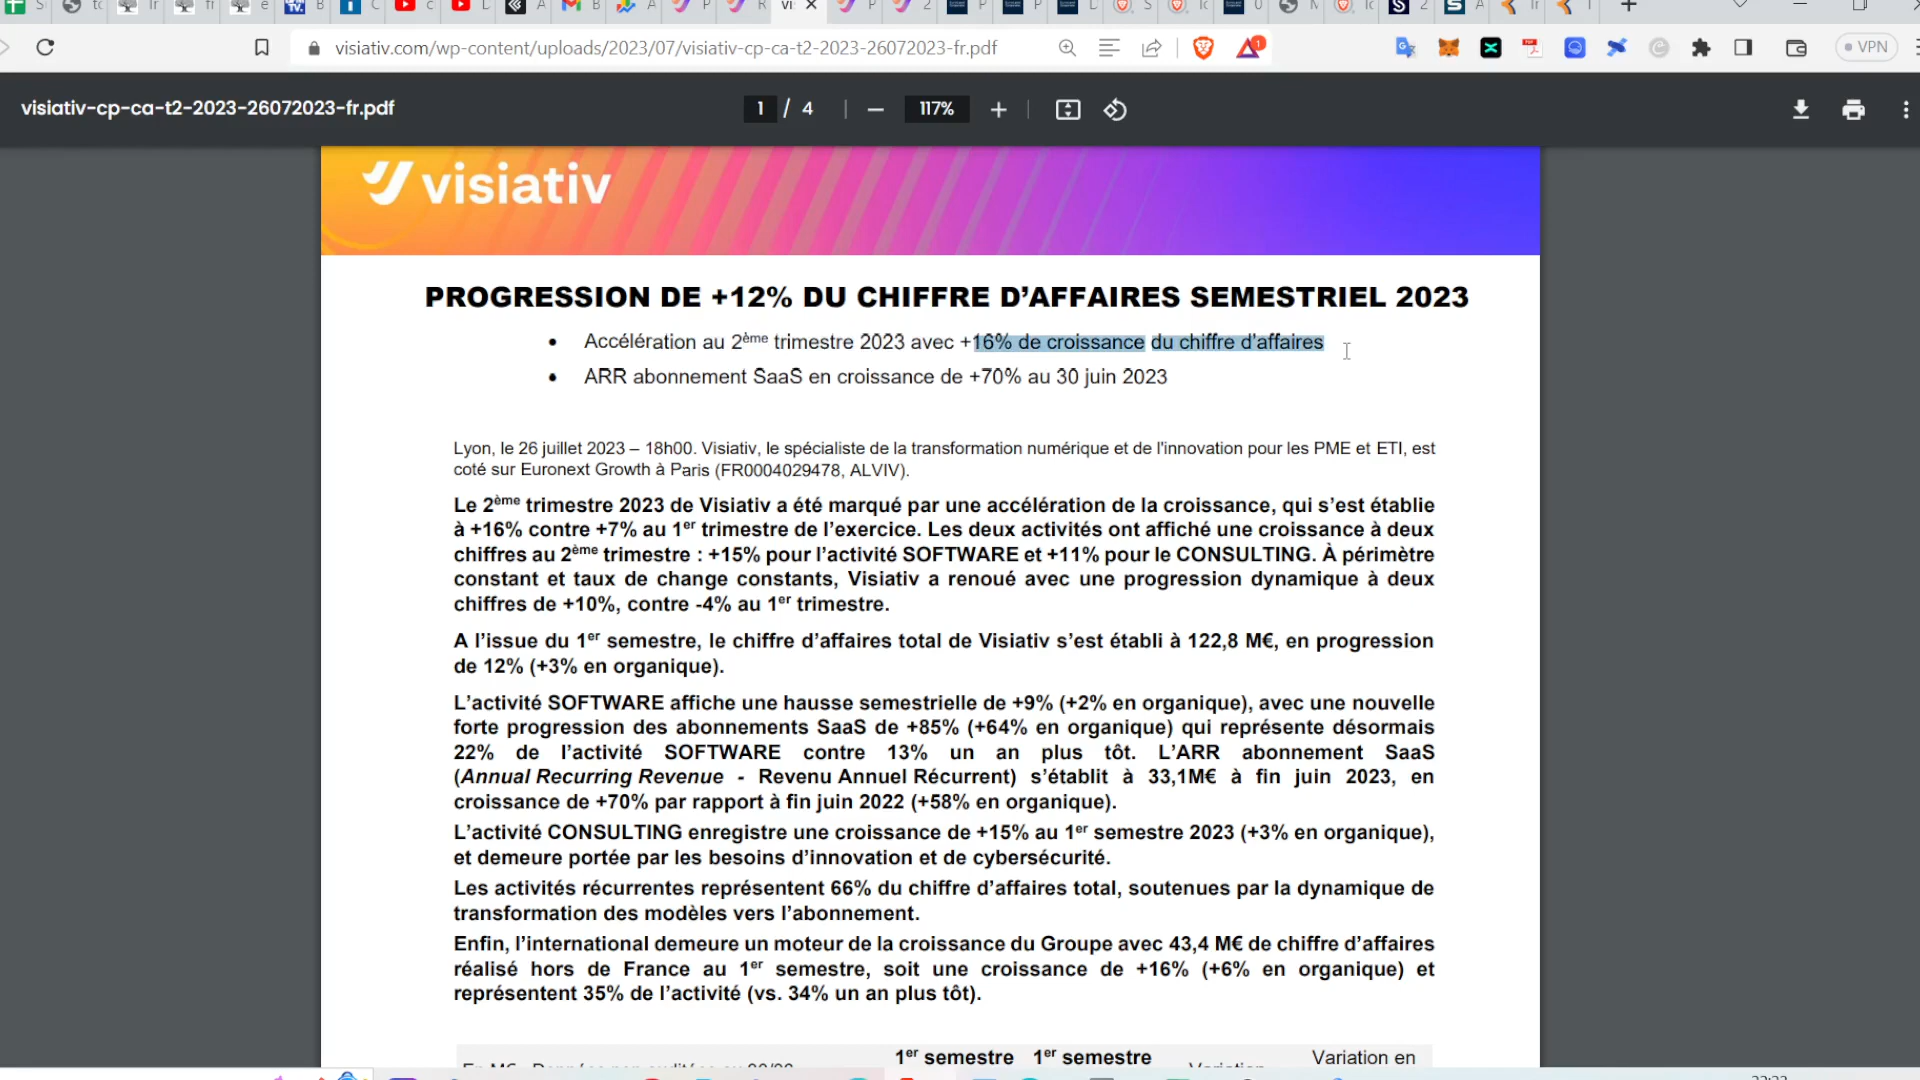 visiativ.com/wp-content/uploads/2023/07/visiativ-cp-ca-t2-2023-26072023-fr.pdf
VPN
visiativ-cp-ca-t2-2023-26072023-fr.pdf
1 / 4
117%
visiativ
PROGRESSION DE +12% DU CHIFFRE D’AFFAIRES SEMESTRIEL 2023
• Accélération au 2ème trimestre 2023 avec +16% de croissance du chiffre d’affaires
• ARR abonnement SaaS en croissance de +70% au 30 juin 2023
Lyon, le 26 juillet 2023 – 18h00. Visiativ, le spécialiste de la transformation numérique et de l'innovation pour les PME et ETI, est
coté sur Euronext Growth à Paris (FR0004029478, ALVIV).
Le 2ème trimestre 2023 de Visiativ a été marqué par une accélération de la croissance, qui s’est établie
à +16% contre +7% au 1er trimestre de l’exercice. Les deux activités ont affiché une croissance à deux
chiffres au 2ème trimestre : +15% pour l’activité SOFTWARE et +11% pour le CONSULTING. À périmètre
constant et taux de change constants, Visiativ a renoué avec une progression dynamique à deux
chiffres de +10%, contre -4% au 1er trimestre.
A l’issue du 1er semestre, le chiffre d’affaires total de Visiativ s’est établi à 122,8 M€, en progression
de 12% (+3% en organique).
L’activité SOFTWARE affiche une hausse semestrielle de +9% (+2% en organique), avec une nouvelle
forte progression des abonnements SaaS de +85% (+64% en organique) qui représente désormais
22% de l’activité SOFTWARE contre 13% un an plus tôt. L’ARR abonnement SaaS
(Annual Recurring Revenue - Revenu Annuel Récurrent) s’établit à 33,1M€ à fin juin 2023, en
croissance de +70% par rapport à fin juin 2022 (+58% en organique).
L’activité CONSULTING enregistre une croissance de +15% au 1er semestre 2023 (+3% en organique),
et demeure portée par les besoins d’innovation et de cybersécurité.
Les activités récurrentes représentent 66% du chiffre d’affaires total, soutenues par la dynamique de
transformation des modèles vers l’abonnement.
Enfin, l’international demeure un moteur de la croissance du Groupe avec 43,4 M€ de chiffre d’affaires
réalisé hors de France au 1er semestre, soit une croissance de +16% (+6% en organique) et
représentent 35% de l’activité (vs. 34% un an plus tôt).
1er semestre 1er semestre Variation en